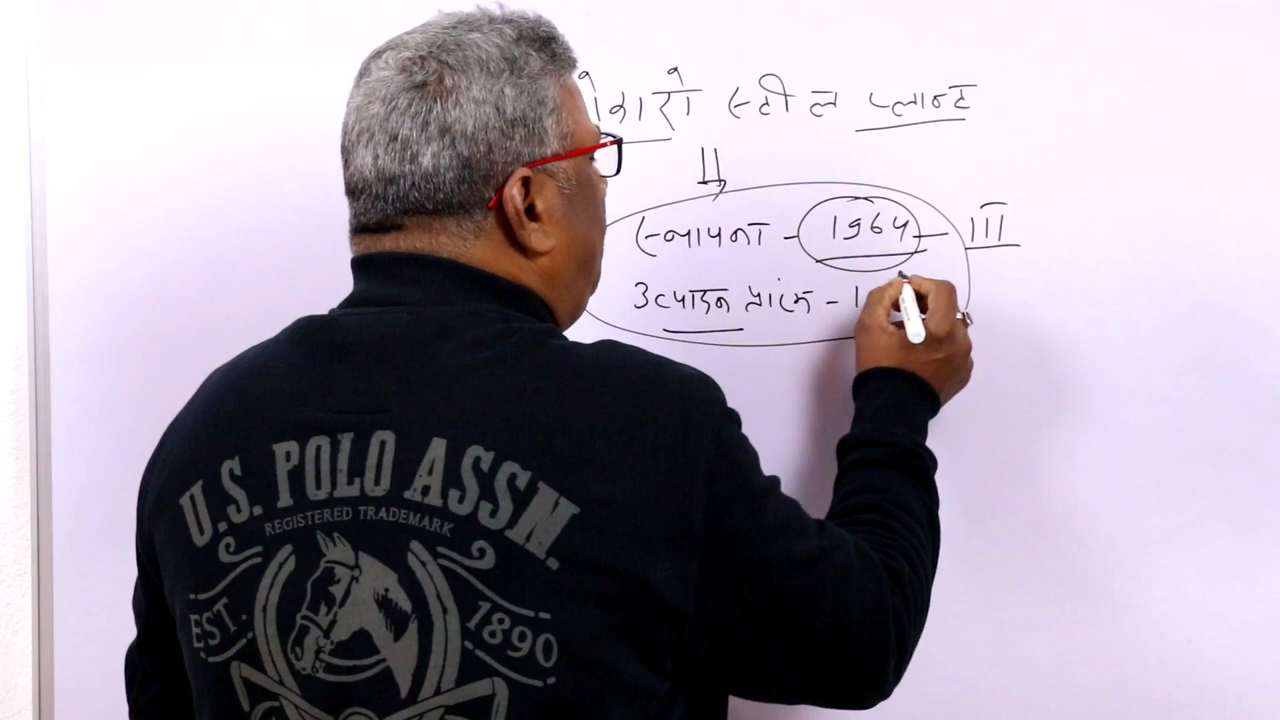 स्टील प्लान्ट
स्थापना - 1964 - III
उत्पादन प्रारंभ - 1
U.S. POLO ASSN.
REGISTERED TRADEMARK
EST. 1890